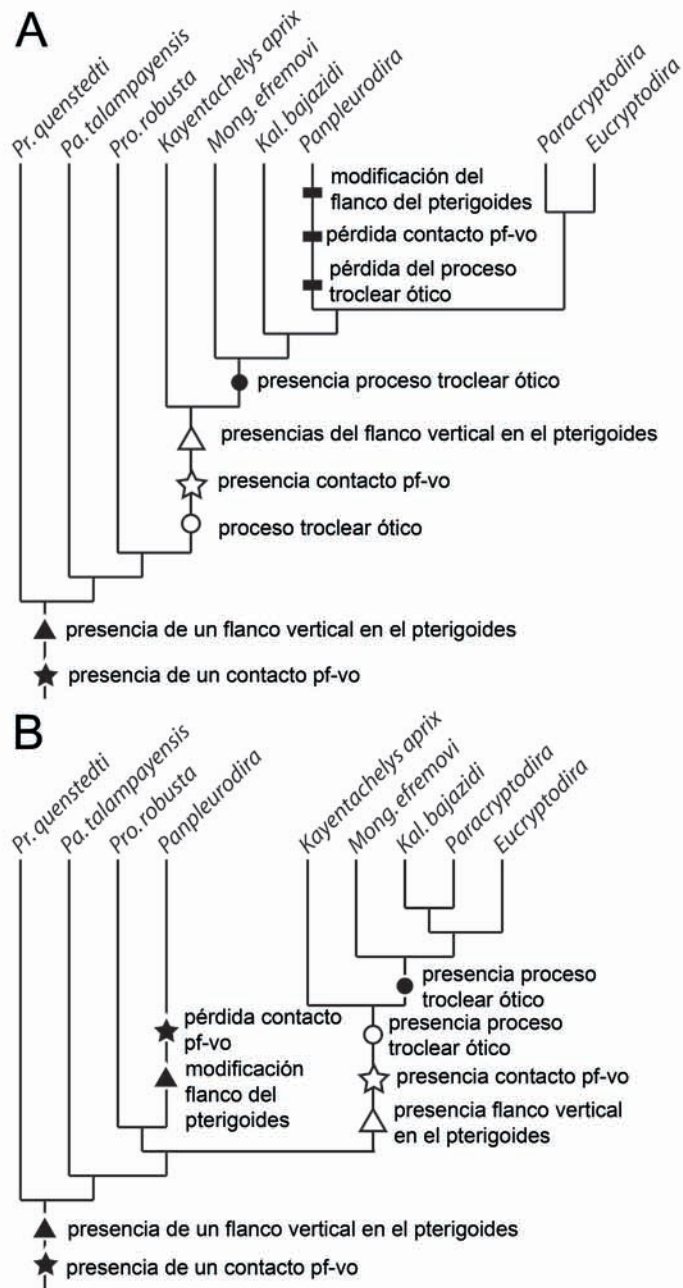 A
Pr. quenstedti
Pa. talampayensis
Pro. robusta
Kayentachelys aprix
Mong. efremovi
Kal. bajazidi
Panpleurodira
Paracryptodira
Eucryptodira
modificación del
flanco del pterigoides
pérdida contacto pf-vo
pérdida del proceso
troclear ótico
presencia proceso troclear ótico
presencias del flanco vertical en el pterigoides
presencia contacto pf-vo
proceso troclear ótico
presencia de un flanco vertical en el pterigoides
presencia de un contacto pf-vo
B
Pr. quenstedti
Pa. talampayensis
Pro. robusta
Panpleurodira
Kayentachelys aprix
Mong. efremovi
Kal. bajazidi
Paracryptodira
Eucryptodira
presencia proceso
troclear ótico
pérdida contacto
pf-vo
modificación
flanco del
pterigoides
presencia proceso
troclear ótico
presencia contacto pf-vo
presencia flanco vertical
en el pterigoides
presencia de un flanco vertical en el pterigoides
presencia de un contacto pf-vo